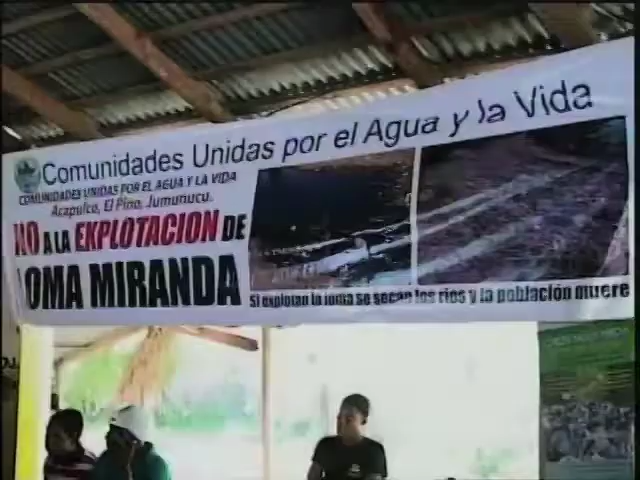 Comunidades Unidas por el Agua y la Vida
COMUNIDADES UNIDAS POR EL AGUA Y LA VIDA
Acapulco, El Pino, Jumunucu.
NO A LA EXPLOTACION DE
LOMA MIRANDA
Si explotan la loma se secan los rios y la población muere